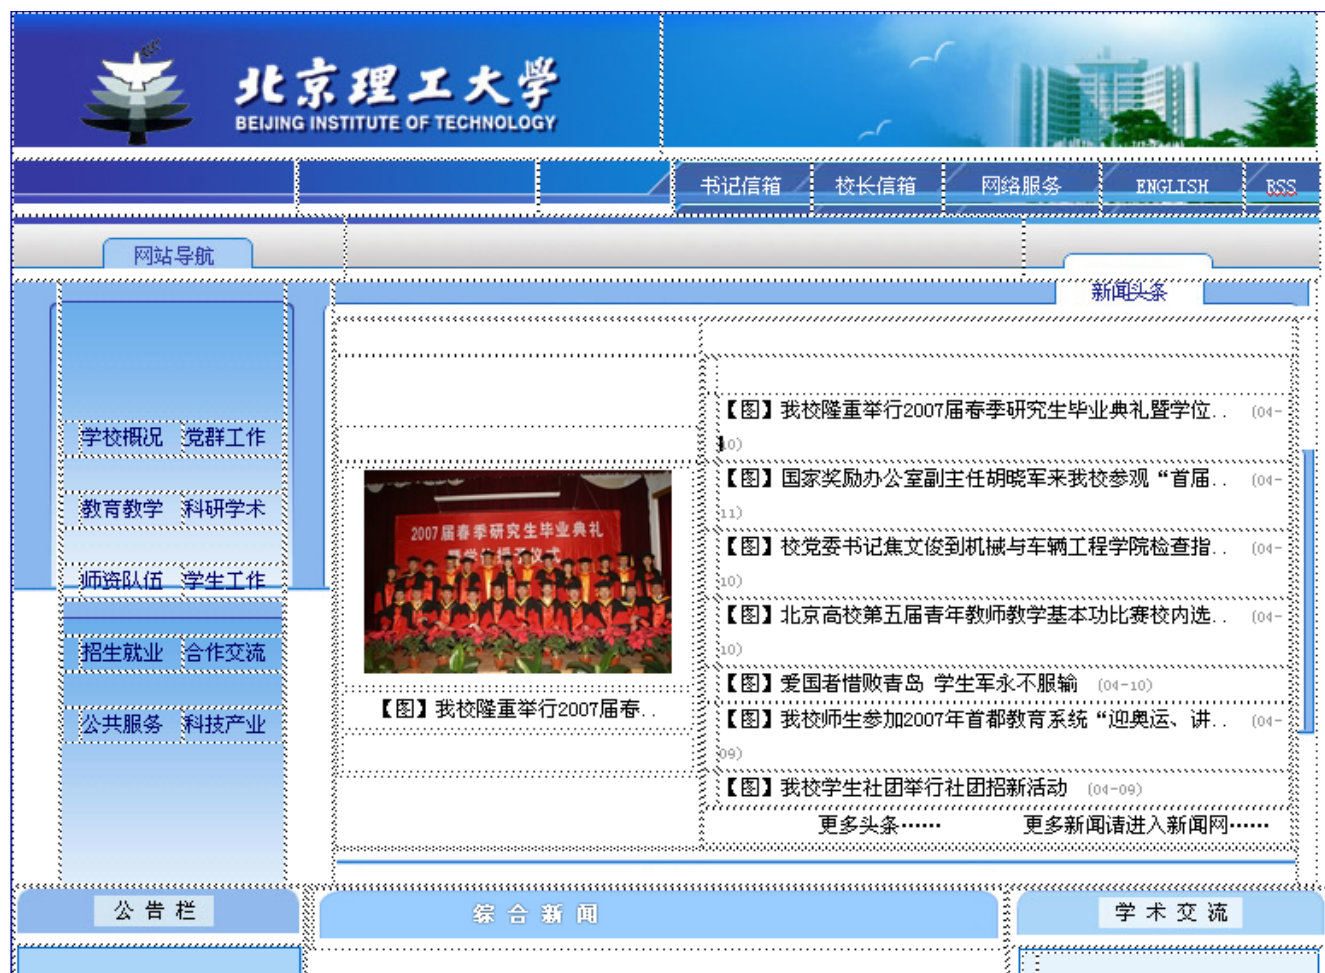 北京理工大学
BEIJING INSTITUTE OF TECHNOLOGY
书记信箱 校长信箱 网络服务 ENGLISH RSS
网站导航
新闻头条
学校概况 党群工作
教育教学 科研学术
师资队伍 学生工作
招生就业 合作交流
公共服务 科技产业
2007届春季研究生毕业典礼
暨学位授予仪式
【图】我校隆重举行2007届春..
【图】我校隆重举行2007届春季研究生毕业典礼暨学位.. (04-
10)
【图】国家奖励办公室副主任胡晓军来我校参观“首届.. (04-
11)
【图】校党委书记焦文俊到机械与车辆工程学院检查指.. (04-
10)
【图】北京高校第五届青年教师教学基本功比赛校内选.. (04-
10)
【图】爱国者惜败青岛 学生军永不服输 (04-10)
【图】我校师生参加2007年首都教育系统“迎奥运、讲.. (04-
09)
【图】我校学生社团举行社团招新活动 (04-09)
更多头条…… 更多新闻请进入新闻网……
公告栏
综合新闻
学术交流